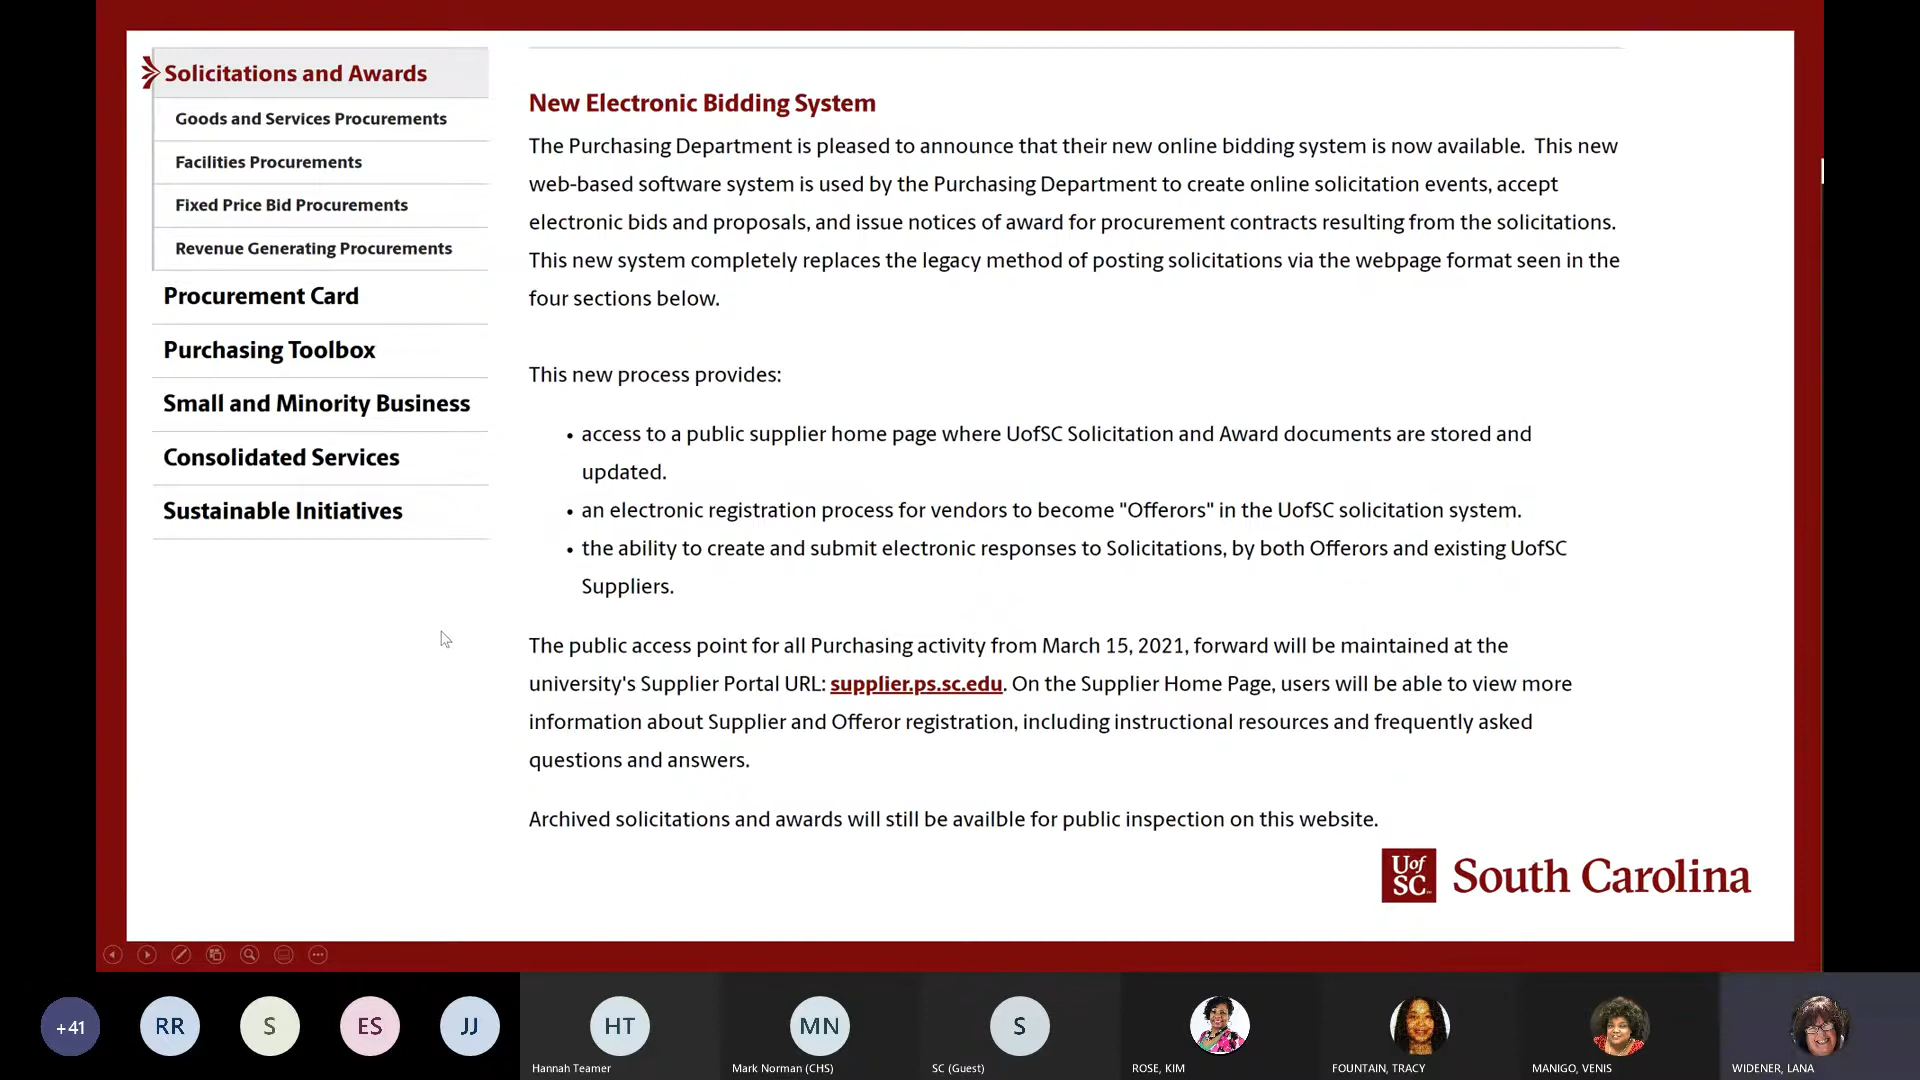 Solicitations and Awards
Goods and Services Procurements
Facilities Procurements
Fixed Price Bid Procurements
Revenue Generating Procurements
Procurement Card
Purchasing Toolbox
Small and Minority Business
Consolidated Services
Sustainable Initiatives
New Electronic Bidding System
The Purchasing Department is pleased to announce that their new online bidding system is now available. This new
web-based software system is used by the Purchasing Department to create online solicitation events, accept
electronic bids and proposals, and issue notices of award for procurement contracts resulting from the solicitations.
This new system completely replaces the legacy method of posting solicitations via the webpage format seen in the
four sections below.
This new process provides:
• access to a public supplier home page where UofSC Solicitation and Award documents are stored and
updated.
• an electronic registration process for vendors to become "Offerors" in the UofSC solicitation system.
• the ability to create and submit electronic responses to Solicitations, by both Offerors and existing UofSC
Suppliers.
The public access point for all Purchasing activity from March 15, 2021, forward will be maintained at the
university's Supplier Portal URL: supplier.ps.sc.edu. On the Supplier Home Page, users will be able to view more
information about Supplier and Offeror registration, including instructional resources and frequently asked
questions and answers.
Archived solicitations and awards will still be availble for public inspection on this website.
Uof
SC
South Carolina
+41
RR
S
ES
JJ
HT
MN
S
Hannah Teamer
Mark Norman (CHS)
SC (Guest)
ROSE, KIM
FOUNTAIN, TRACY
MANIGO, VENIS
WIDENER, LANA